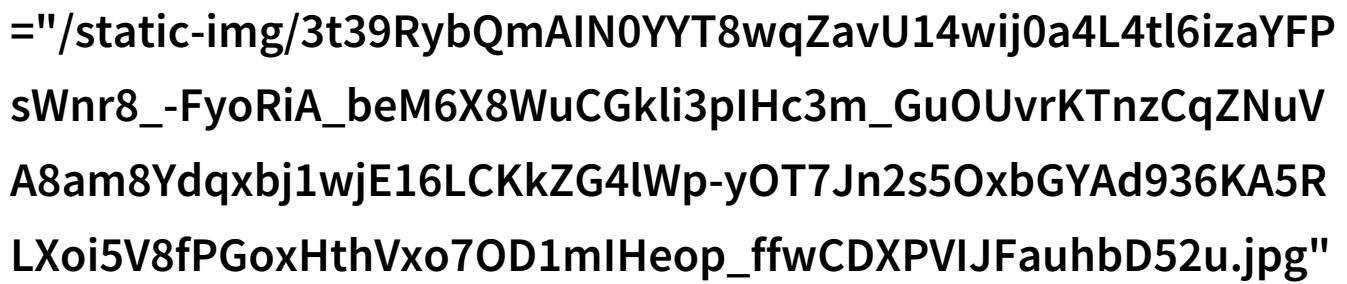 ="/static-img/3t39RybQmAIN0YYT8wqZavU14wij0a4L4tl6izaYFP
sWnr8_-FyoRiA_beM6X8WuCGkli3pIHc3m_GuOUvrKTnzCqZNuV
A8am8Ydqxbj1wjE16LCKkZG4lWp-yOT7Jn2s5OxbGYAd936KA5R
LXoi5V8fPGoxHthVxo7OD1mIHeop_ffwCDXPVIJFauhbD52u.jpg"